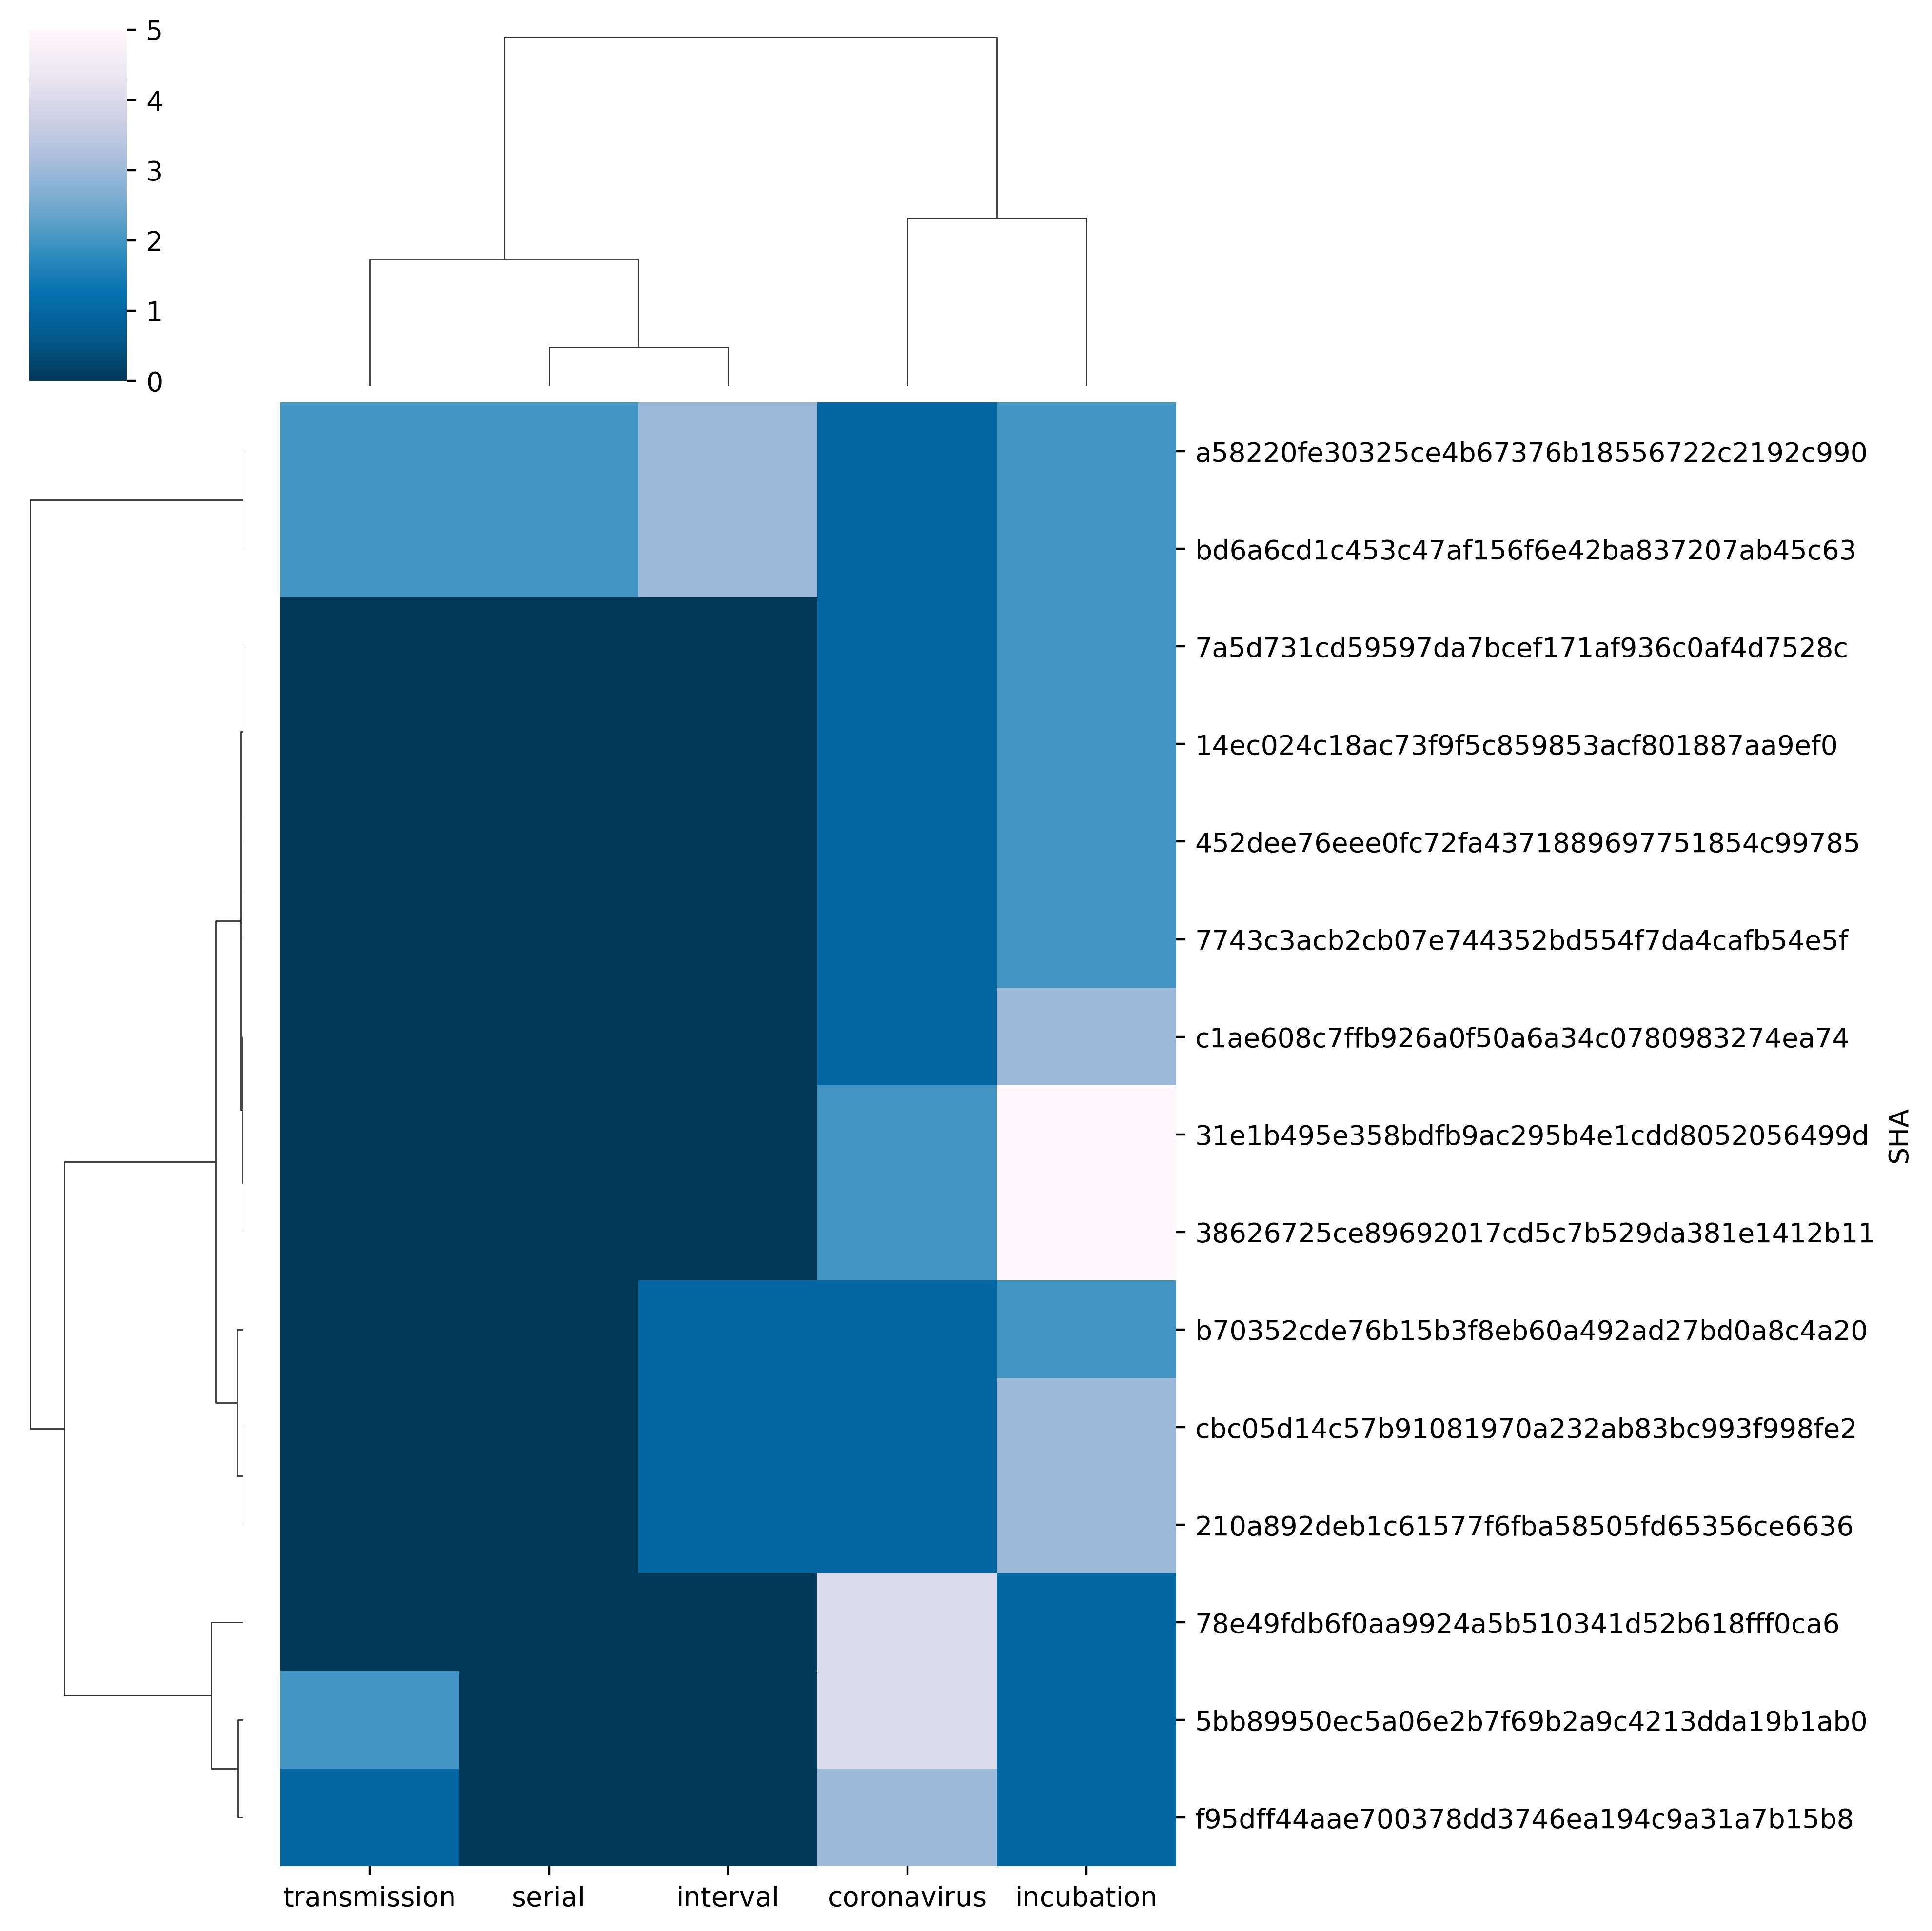 5
4
3
2
1
0
a58220fe30325ce4b67376b18556722c2192c990
bd6a6cd1c453c47af156f6e42ba837207ab45c63
7a5d731cd59597da7bcef171af936c0af4d7528c
14ec024c18ac73f9f5c859853acf801887aa9ef0
452dee76eee0fc72fa4371889697751854c99785
7743c3acb2cb07e744352bd554f7da4cafb54e5f
c1ae608c7ffb926a0f50a6a34c0780983274ea74
31e1b495e358bdfb9ac295b4e1cdd8052056499d
38626725ce89692017cd5c7b529da381e1412b11
b70352cde76b15b3f8eb60a492ad27bd0a8c4a20
cbc05d14c57b91081970a232ab83bc993f998fe2
210a892deb1c61577f6fba58505fd65356ce6636
78e49fdb6f0aa9924a5b510341d52b618fff0ca6
5bb89950ec5a06e2b7f69b2a9c4213dda19b1ab0
f95dff44aae700378dd3746ea194c9a31a7b15b8
SHA
transmission serial interval coronavirus incubation